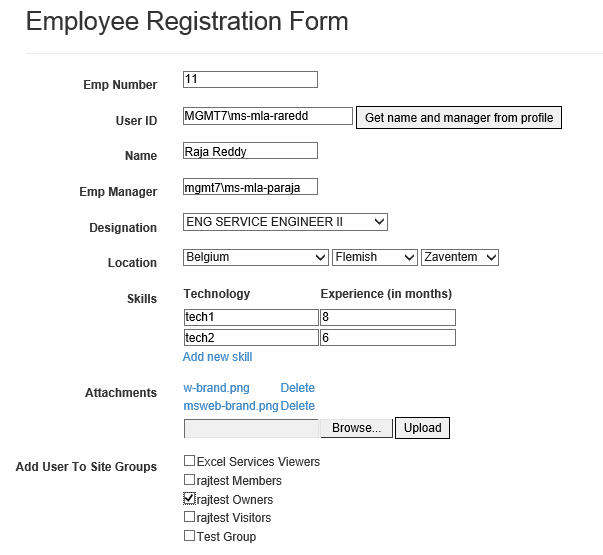 Employee Registration Form
Emp Number 11
User ID MGMT7\ms-mla-raredd Get name and manager from profile
Name Raja Reddy
Emp Manager mgmt7\ms-mla-paraja
Designation ENG SERVICE ENGINEER II
Location Belgium Flemish Zaventem
Skills Technology Experience (in months)
tech1 8
tech2 6
Add new skill
Attachments w-brand.png Delete
msweb-brand.png Delete
Browse... Upload
Add User To Site Groups Excel Services Viewers
rajtest Members
rajtest Owners
rajtest Visitors
Test Group